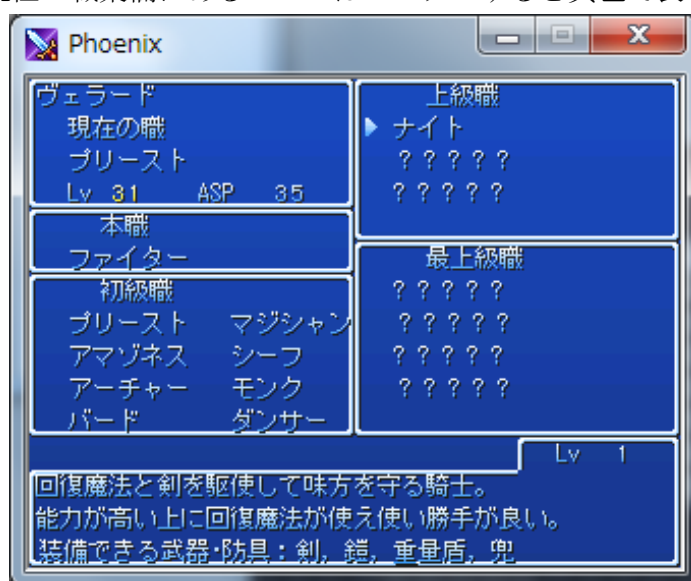 Phoenix
ヴェラード
現在の職
プリースト
Lv 31 ASP 35
本職
ファイター
初級職
プリースト マジシャン
アマゾネス シーフ
アーチャー モンク
バード ダンサー
上級職
ナイト
?????
?????
最上級職
?????
?????
?????
?????
Lv 1
回復魔法と剣を駆使して味方を守る騎士。
能力が高い上に回復魔法が使え使い勝手が良い。
装備できる武器・防具：剣，鎧，重量盾，兜